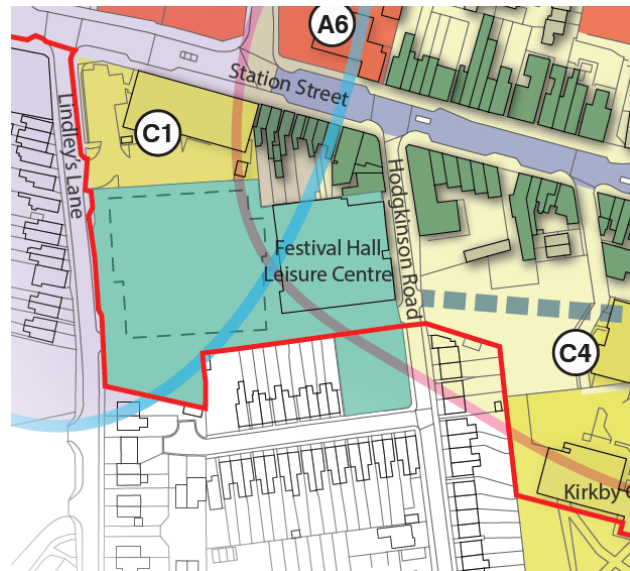 A6
Station Street
C1
Lindley's Lane
Hodgkinson Road
Festival Hall
Leisure Centre
C4
Kirkby